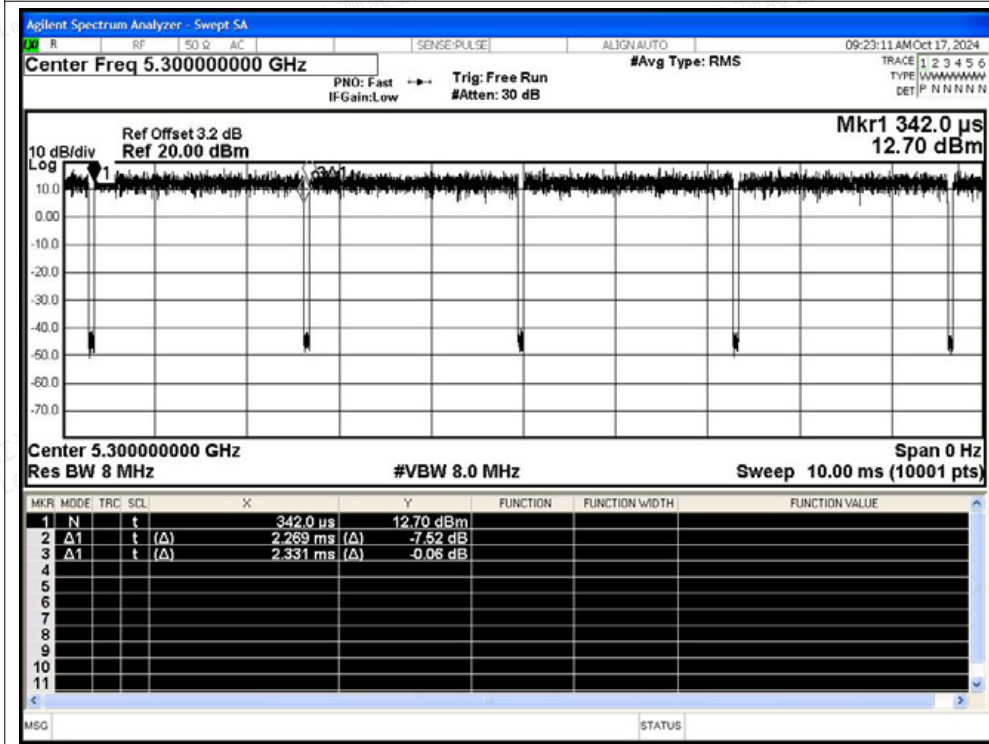 Agilent Spectrum Analyzer - Swept SA
R RF 50 Ω AC SENSE:PULSE ALIGN AUTO 09:23:11 AM Oct 17, 2024
Center Freq 5.300000000 GHz #Avg Type: RMS TRACE 1 2 3 4 5 6
PNO: Fast Trig: Free Run TYPE WWWWWW
IFGain:Low #Atten: 30 dB DET P N N N N N
Mkr1 342.0 µs
Ref Offset 3.2 dB
10 dB/div Ref 20.00 dBm 12.70 dBm
Log
1
10.0
0.00
-10.0
-20.0
-30.0
-40.0
-50.0
-60.0
-70.0
Center 5.300000000 GHz Span 0 Hz
Res BW 8 MHz #VBW 8.0 MHz Sweep 10.00 ms (10001 pts)
MKR MODE TRC SCL X Y FUNCTION FUNCTION WIDTH FUNCTION VALUE
1 N t 342.0 µs 12.70 dBm
2 Δ1 t (Δ) 2.269 ms (Δ) -7.52 dB
3 Δ1 t (Δ) 2.331 ms (Δ) -0.06 dB
4
5
6
7
8
9
10
11
MSG STATUS